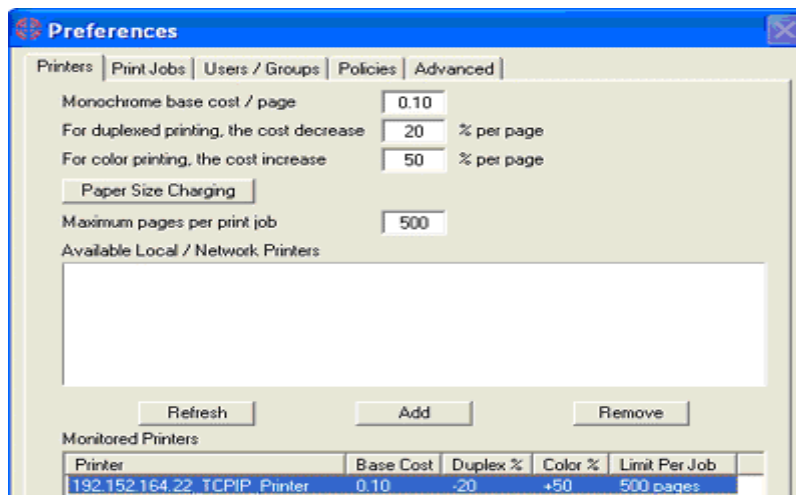 Preferences
Printers Print Jobs Users / Groups Policies Advanced
Monochrome base cost / page 0.10
For duplexed printing, the cost decrease 20 % per page
For color printing, the cost increase 50 % per page
Paper Size Charging
Maximum pages per print job 500
Available Local / Network Printers
Refresh Add Remove
Monitored Printers
Printer Base Cost Duplex % Color % Limit Per Job
192.152.164.22_TCPIP_Printer 0.10 -20 +50 500 pages